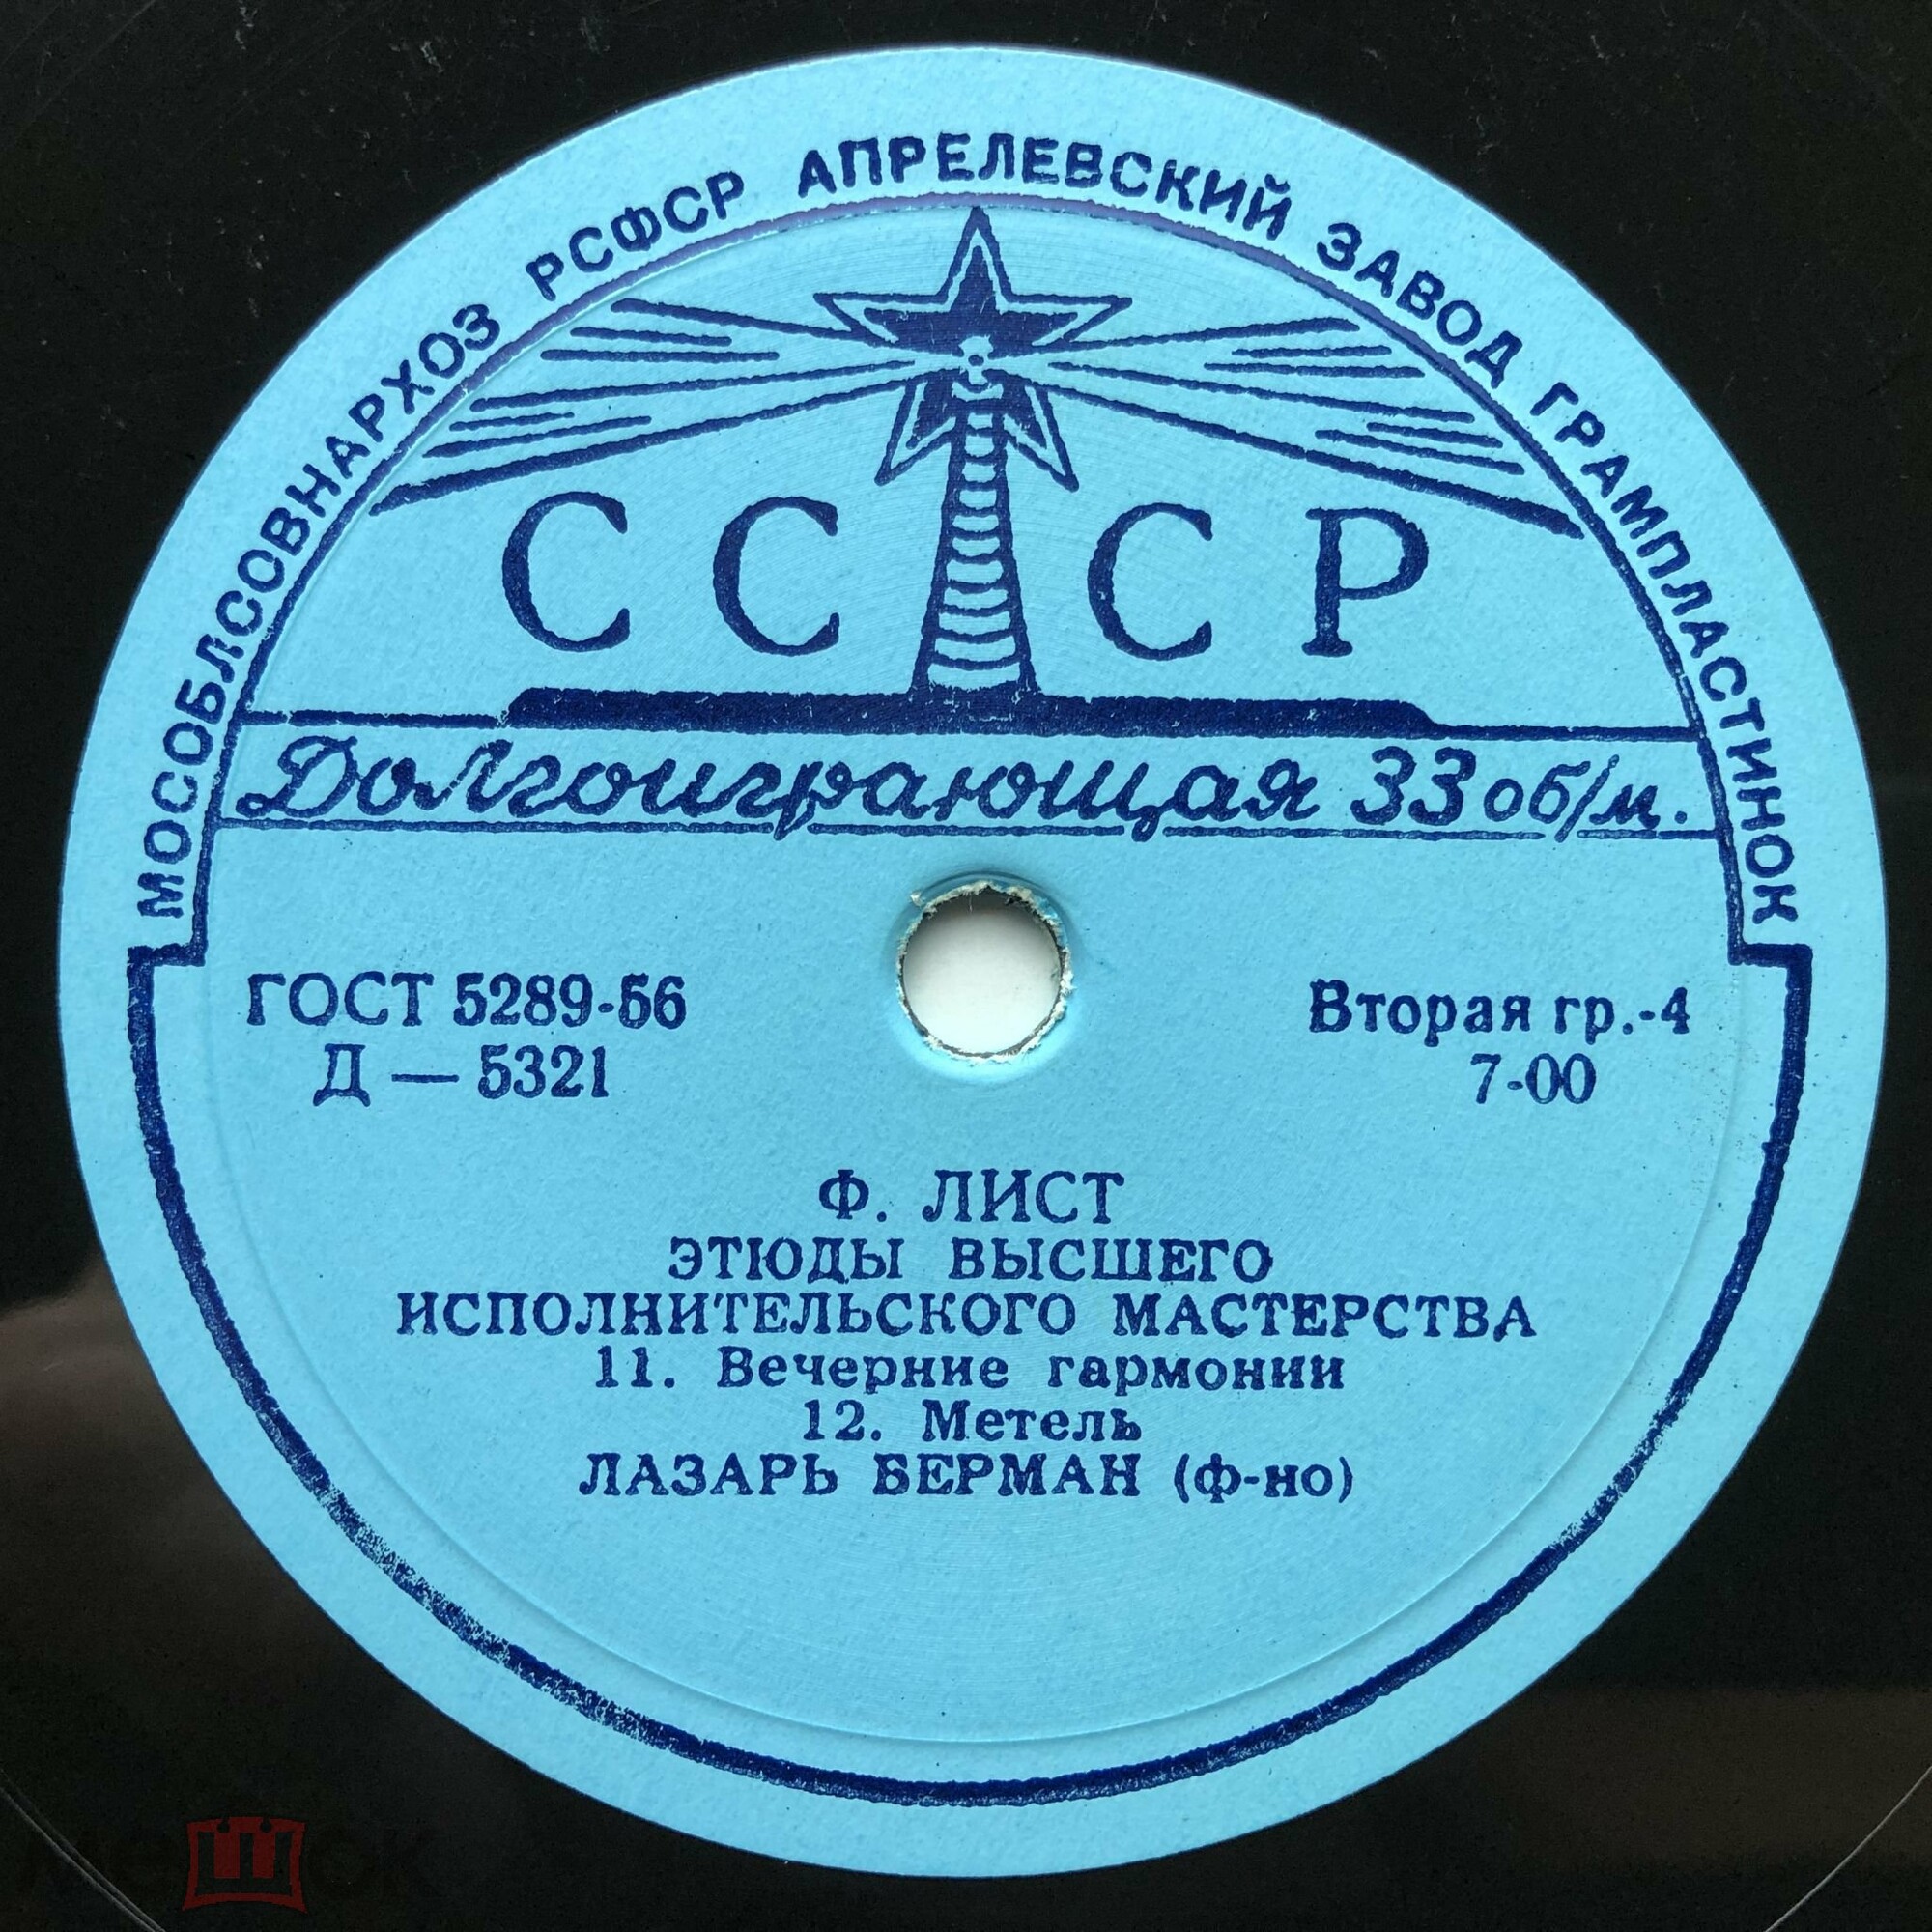 МОСОБЛСОВНАРХОЗ РСФСР АПРЕЛЕВСКИЙ ЗАВОД ГРАМПЛАСТИНОК
СССР
Долгоиграющая 33 об/м.
ГОСТ 5289-56
Д — 5321
Вторая гр.-4
7-00
Ф. ЛИСТ
ЭТЮДЫ ВЫСШЕГО
ИСПОЛНИТЕЛЬСКОГО МАСТЕРСТВА
11. Вечерние гармонии
12. Метель
ЛАЗАРЬ БЕРМАН (ф-но)
мешок